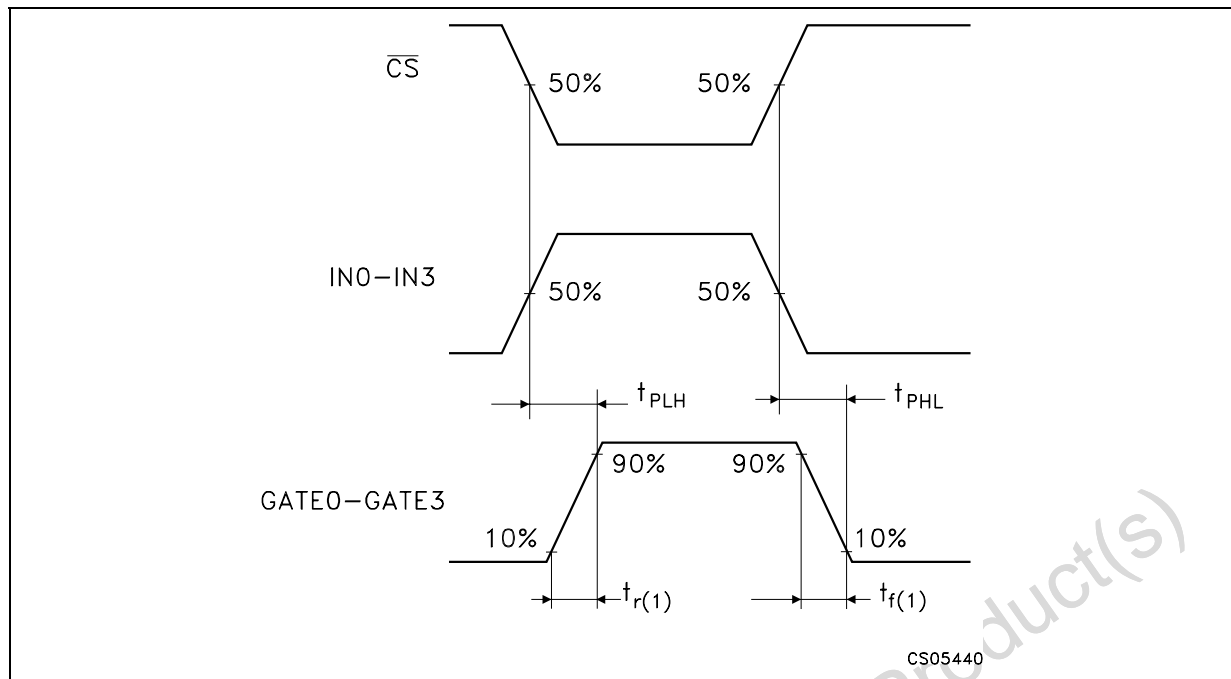 C̅S̅
50% 50%
IN0-IN3
50% 50%
tPLH tPHL
90% 90%
GATE0-GATE3
10% 10%
tr(1) tf(1)
CS05440